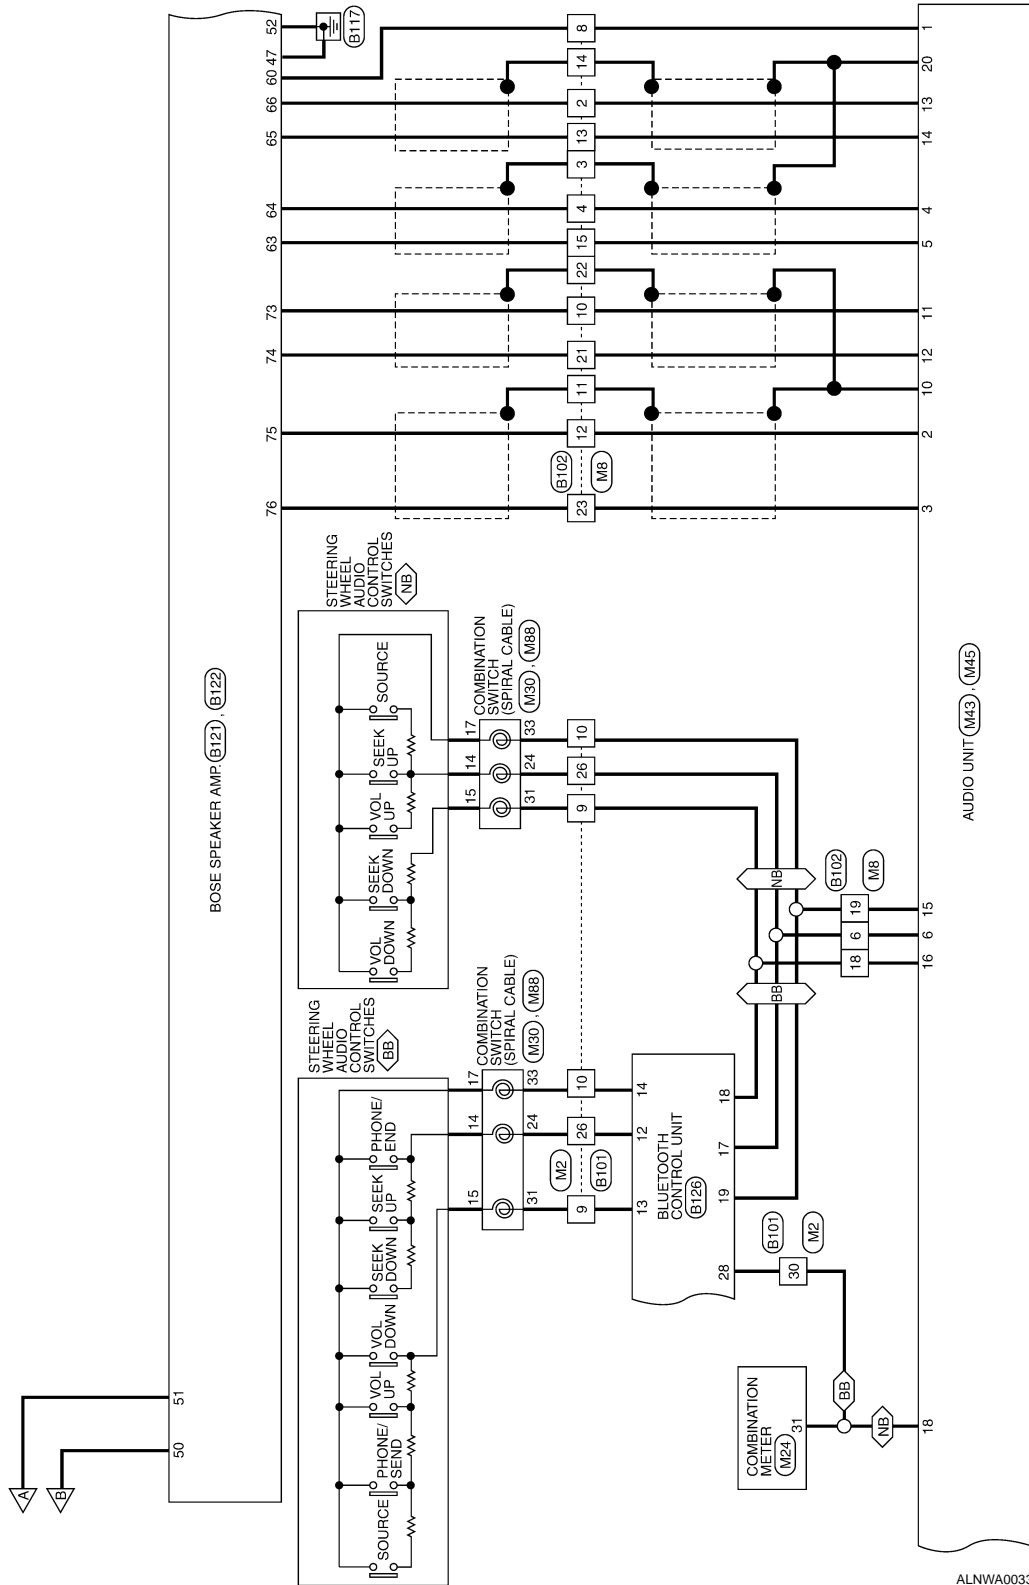 52
47
60
66
65
64
63
73
74
75
76
B117
8
14
2
13
3
4
15
22
10
21
11
12
23
B102
M8
1
20
13
14
4
5
11
12
10
2
3
BOSE SPEAKER AMP. B121 , B122
AUDIO UNIT M43 , M45
STEERING
WHEEL
AUDIO
CONTROL
SWITCHES
NB
SOURCE
SEEK
UP
VOL
UP
SEEK
DOWN
VOL
DOWN
COMBINATION
SWITCH
(SPIRAL CABLE)
M30 , M88
17
14
15
33
24
31
10
26
9
NB
BB
B102
M8
19
6
18
15
6
16
STEERING
WHEEL
AUDIO
CONTROL
SWITCHES
BB
PHONE/
END
SEEK
UP
SEEK
DOWN
VOL
DOWN
VOL
UP
PHONE/
SEND
SOURCE
COMBINATION
SWITCH
(SPIRAL CABLE)
M30 , M88
17
14
15
33
24
31
10
26
9
M2
B101
14
12
13
BLUETOOTH
CONTROL UNIT
B126
18
17
19
28
B101
M2
30
BB
NB
COMBINATION
METER
M24
31
18
51
50
A
B
ALNWA0033